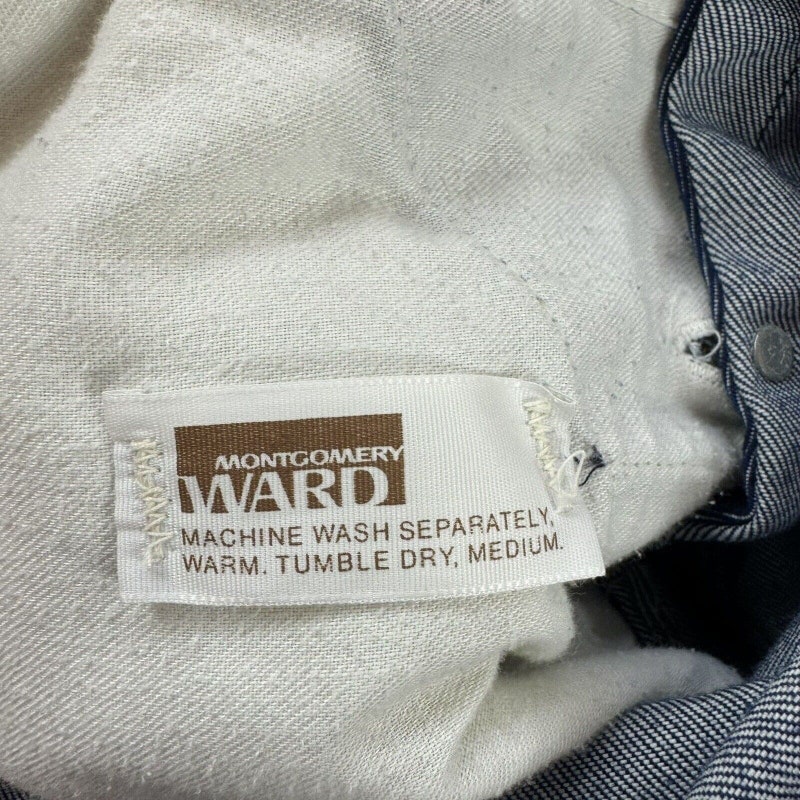 MONTGOMERY
WARD
MACHINE WASH SEPARATELY,
WARM. TUMBLE DRY, MEDIUM.